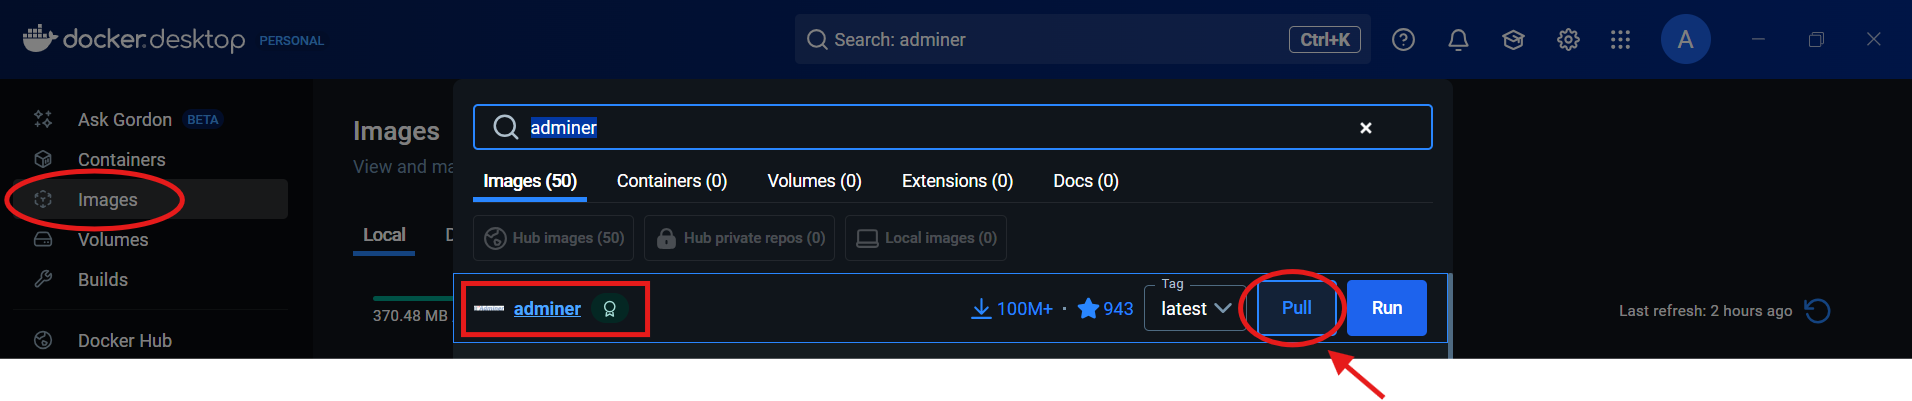 docker.desktop PERSONAL
Search: adminer
Ctrl+K
A
Ask Gordon BETA
Containers
Images
Volumes
Builds
Docker Hub
Images
View and ma
Local
D
370.48 MB
adminer
Images (50) Containers (0) Volumes (0) Extensions (0) Docs (0)
Hub images (50) Hub private repos (0) Local images (0)
adminer
100M+ · 943
Tag
latest
Pull
Run
Last refresh: 2 hours ago